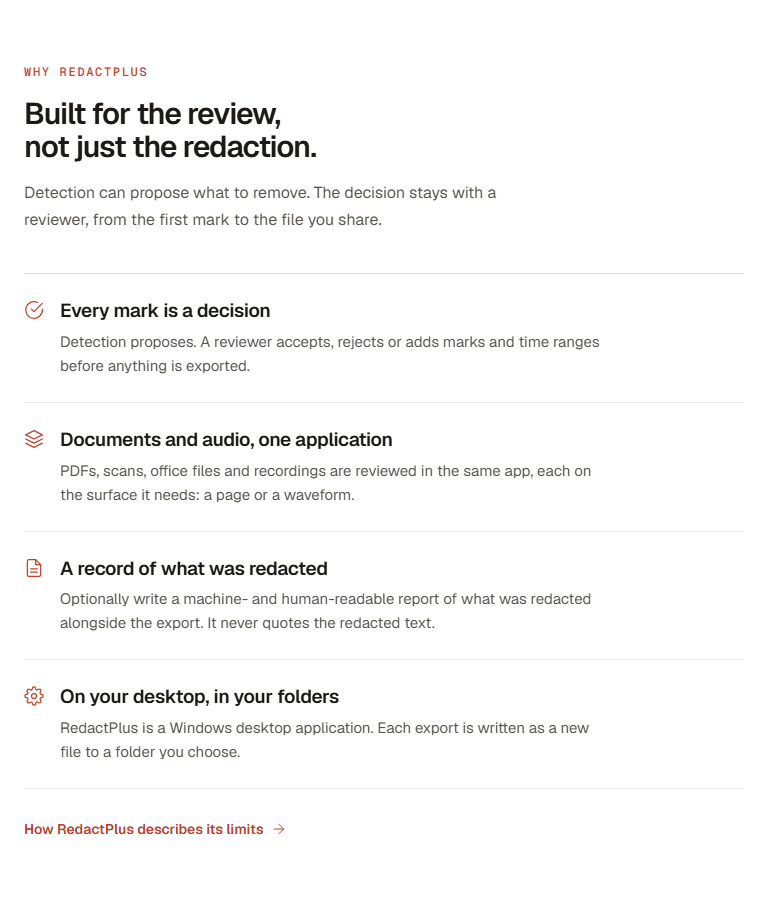 WHY REDACTPLUS
Built for the review,
not just the redaction.
Detection can propose what to remove. The decision stays with a
reviewer, from the first mark to the file you share.
Every mark is a decision
Detection proposes. A reviewer accepts, rejects or adds marks and time ranges
before anything is exported.
Documents and audio, one application
PDFs, scans, office files and recordings are reviewed in the same app, each on
the surface it needs: a page or a waveform.
A record of what was redacted
Optionally write a machine- and human-readable report of what was redacted
alongside the export. It never quotes the redacted text.
On your desktop, in your folders
RedactPlus is a Windows desktop application. Each export is written as a new
file to a folder you choose.
How RedactPlus describes its limits →